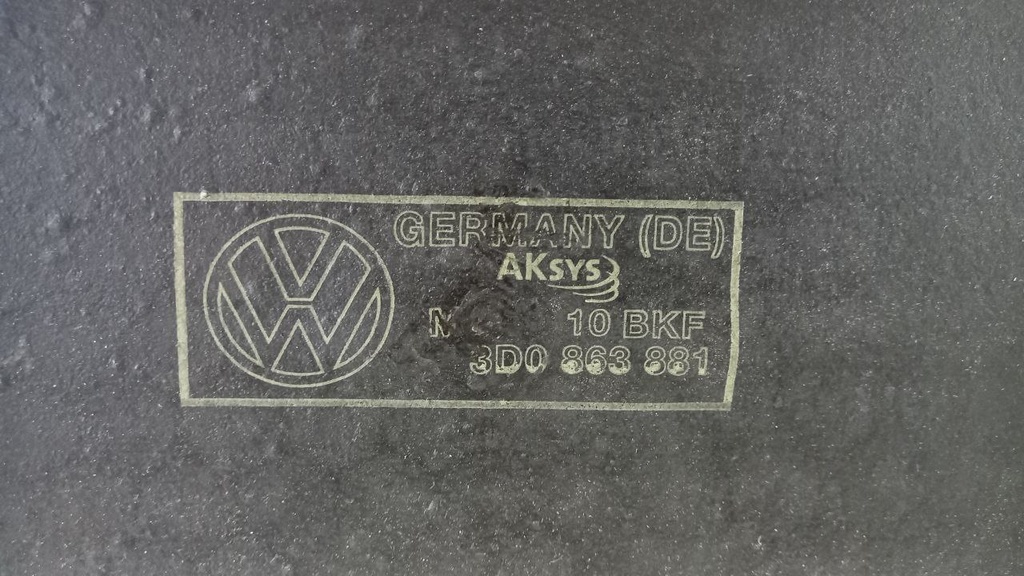 GERMANY (DE)
AKsys
10 BKF
3D0 863 881